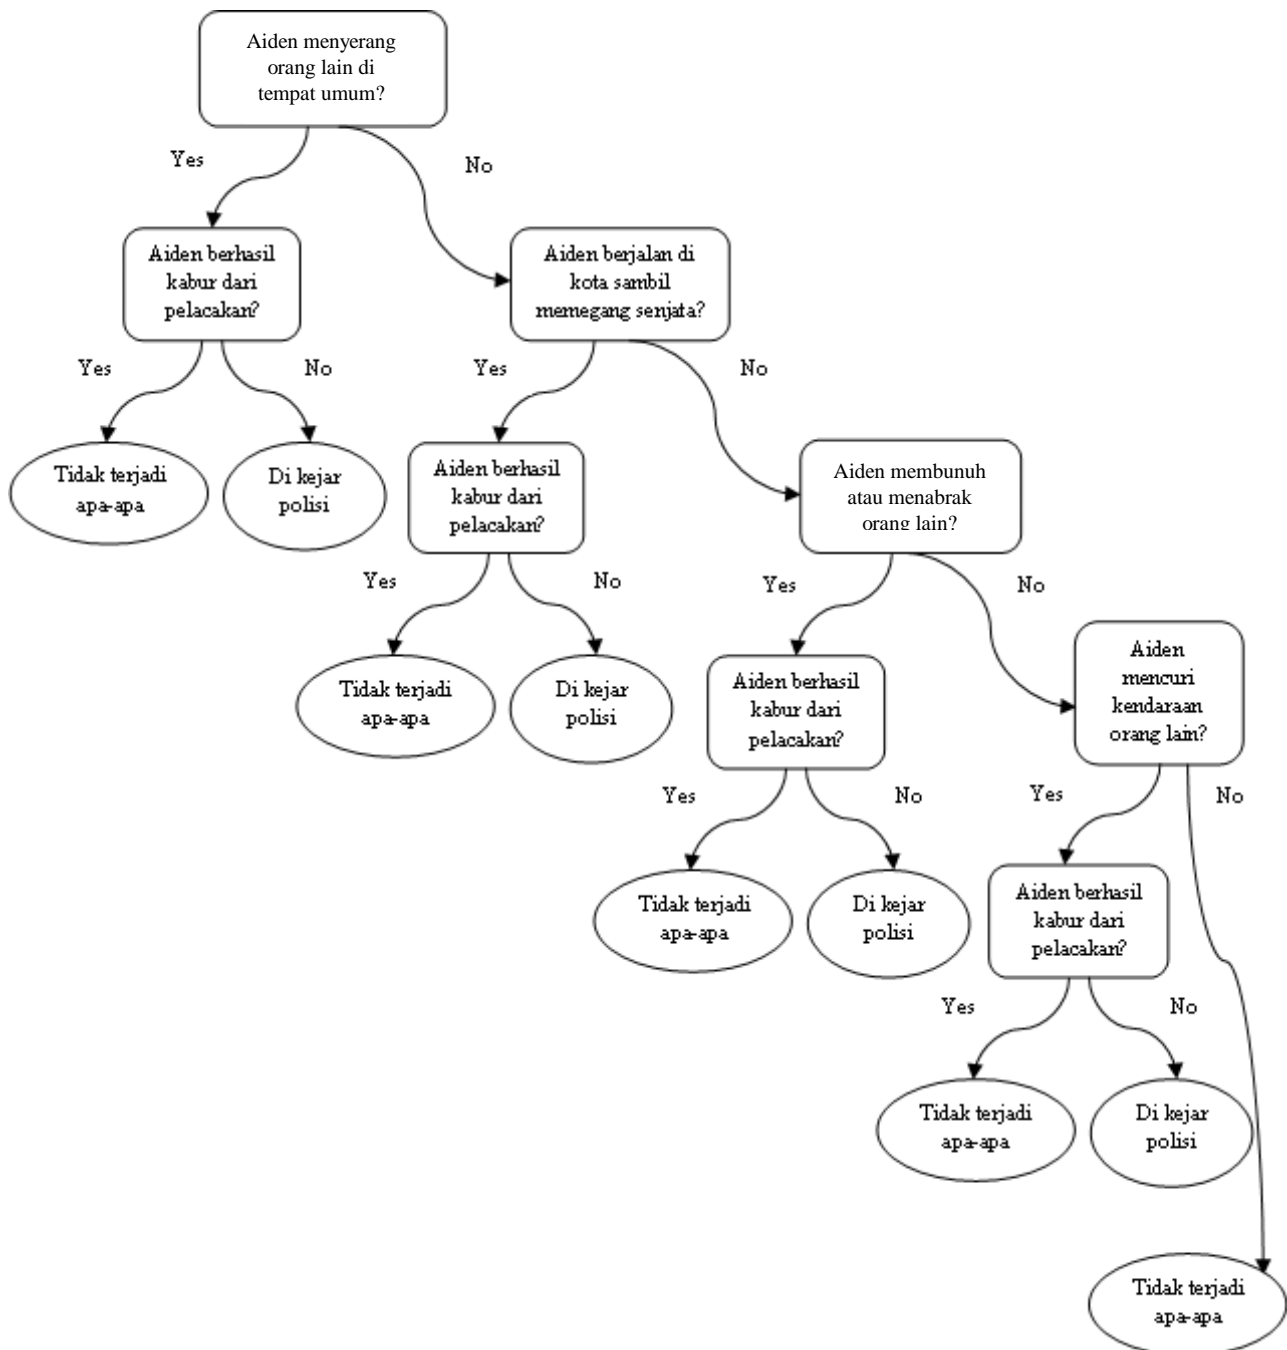 Aiden menyerang
orang lain di
tempat umum?
Yes
No
Aiden berhasil
kabur dari
pelacakan?
Aiden berjalan di
kota sambil
memegang senjata?
Yes
No
Yes
No
Tidak terjadi
apa-apa
Di kejar
polisi
Aiden berhasil
kabur dari
pelacakan?
Aiden membunuh
atau menabrak
orang lain?
Yes
No
Yes
No
Tidak terjadi
apa-apa
Di kejar
polisi
Aiden berhasil
kabur dari
pelacakan?
Aiden
mencuri
kendaraan
orang lain?
Yes
No
Yes
No
Tidak terjadi
apa-apa
Di kejar
polisi
Aiden berhasil
kabur dari
pelacakan?
Yes
No
Tidak terjadi
apa-apa
Di kejar
polisi
Tidak terjadi
apa-apa